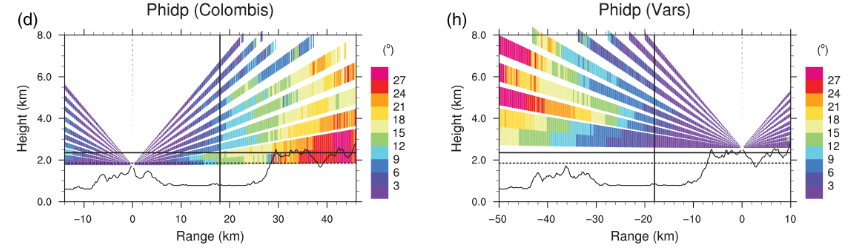 (d) Phidp (Colombis)
8.0
6.0
4.0
2.0
0.0
Height (km)
−10 0 10 20 30 40
Range (km)
(º)
27
24
21
18
15
12
9
6
3
(h) Phidp (Vars)
8.0
6.0
4.0
2.0
0.0
Height (km)
−50 −40 −30 −20 −10 0 10
Range (km)
(º)
27
24
21
18
15
12
9
6
3